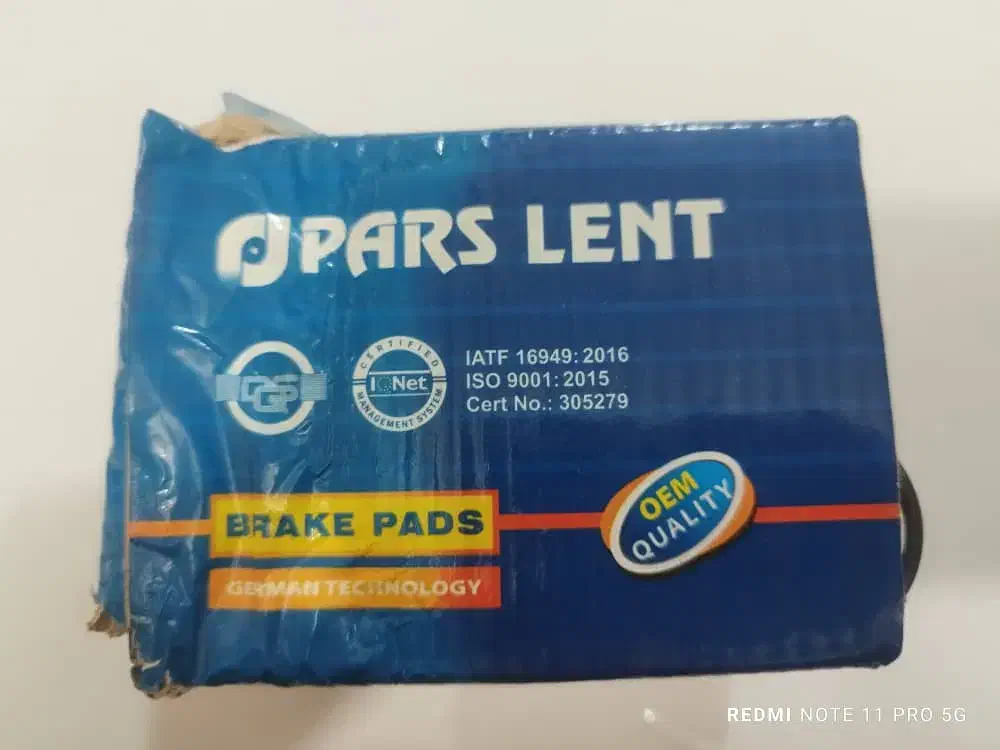 PARS LENT
DQS
CERTIFIED
IQNet
MANAGEMENT SYSTEM
IATF 16949:2016
ISO 9001:2015
Cert No.: 305279
OEM
QUALITY
BRAKE PADS
GERMAN TECHNOLOGY
REDMI NOTE 11 PRO 5G